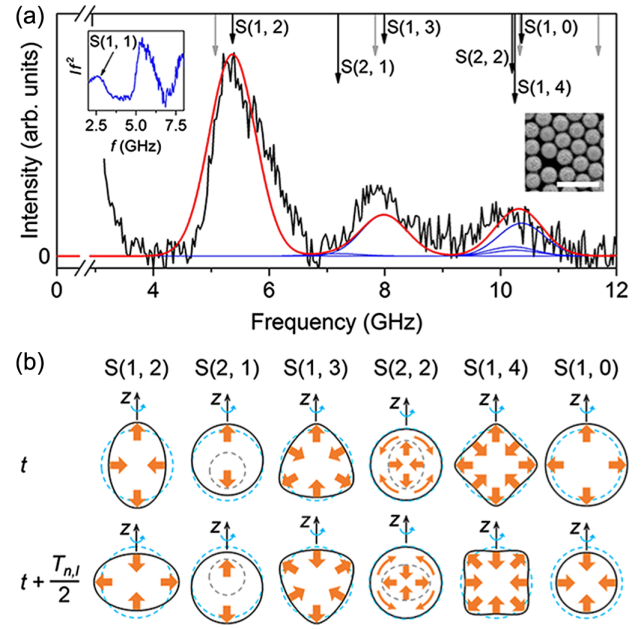 (a)
S(1, 2)
S(1, 3)
S(1, 0)
S(2, 1)
S(2, 2)
S(1, 4)
S(1, 1)
If²
2.5 5.0 7.5
f (GHz)
Intensity (arb. units)
0
0 4 6 8 10 12
Frequency (GHz)
(b)
S(1, 2) S(2, 1) S(1, 3) S(2, 2) S(1, 4) S(1, 0)
z z z z z z
t
z z z z z z
t + Tn,l
2